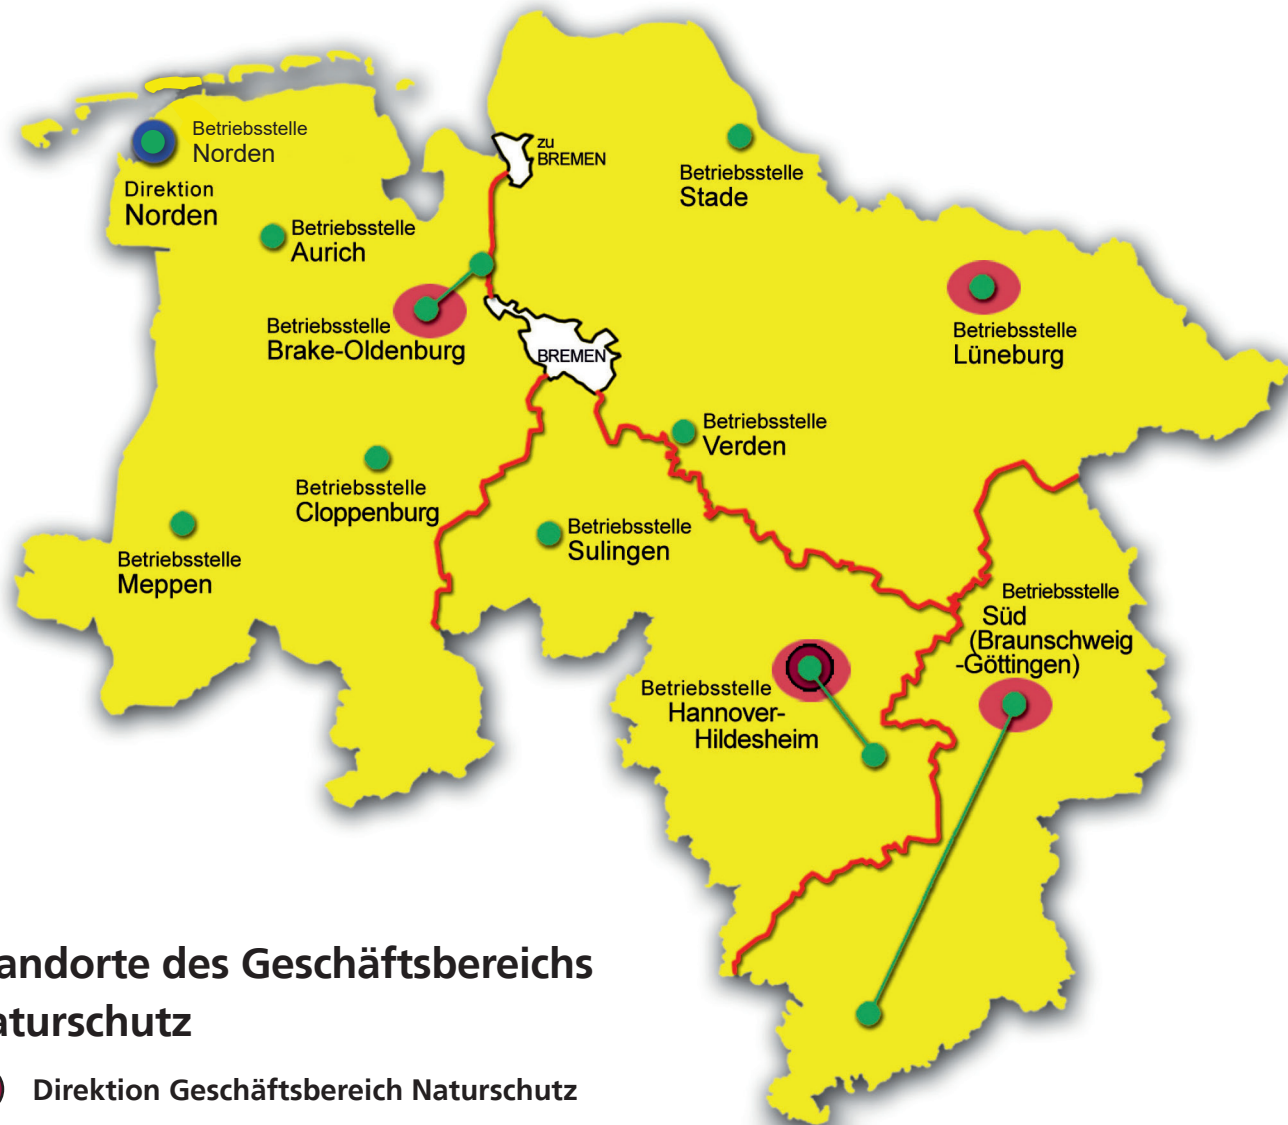 Betriebsstelle
Norden
Direktion
Norden
Betriebsstelle
Aurich
zu
BREMEN
Betriebsstelle
Stade
Betriebsstelle
Brake-Oldenburg
BREMEN
Betriebsstelle
Lüneburg
Betriebsstelle
Verden
Betriebsstelle
Cloppenburg
Betriebsstelle
Sulingen
Betriebsstelle
Meppen
Betriebsstelle
Süd
(Braunschweig
-Göttingen)
Betriebsstelle
Hannover-
Hildesheim
andorte des Geschäftsbereichs
aturschutz
Direktion Geschäftsbereich Naturschutz